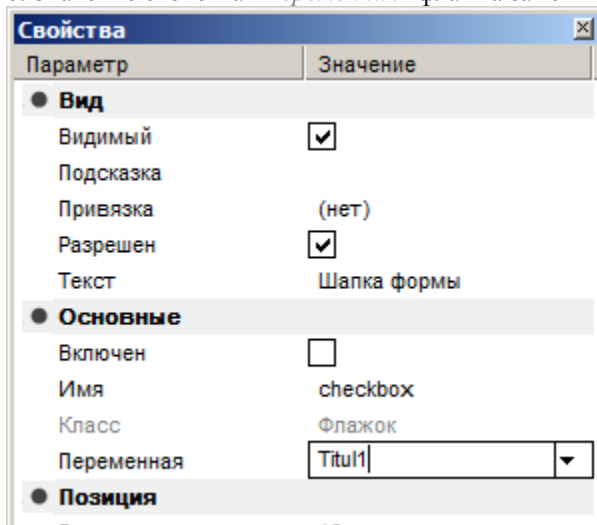 Свойства
Параметр Значение
Вид
Видимый
Подсказка
Привязка (нет)
Разрешен
Текст Шапка формы
Основные
Включен
Имя checkbox
Класс Флажок
Переменная Titul1
Позиция